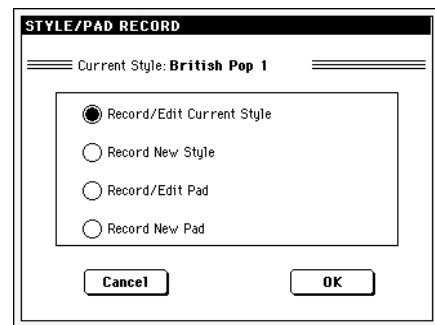 STYLE/PAD RECORD
Current Style: British Pop 1
Record/Edit Current Style
Record New Style
Record/Edit Pad
Record New Pad
Cancel OK